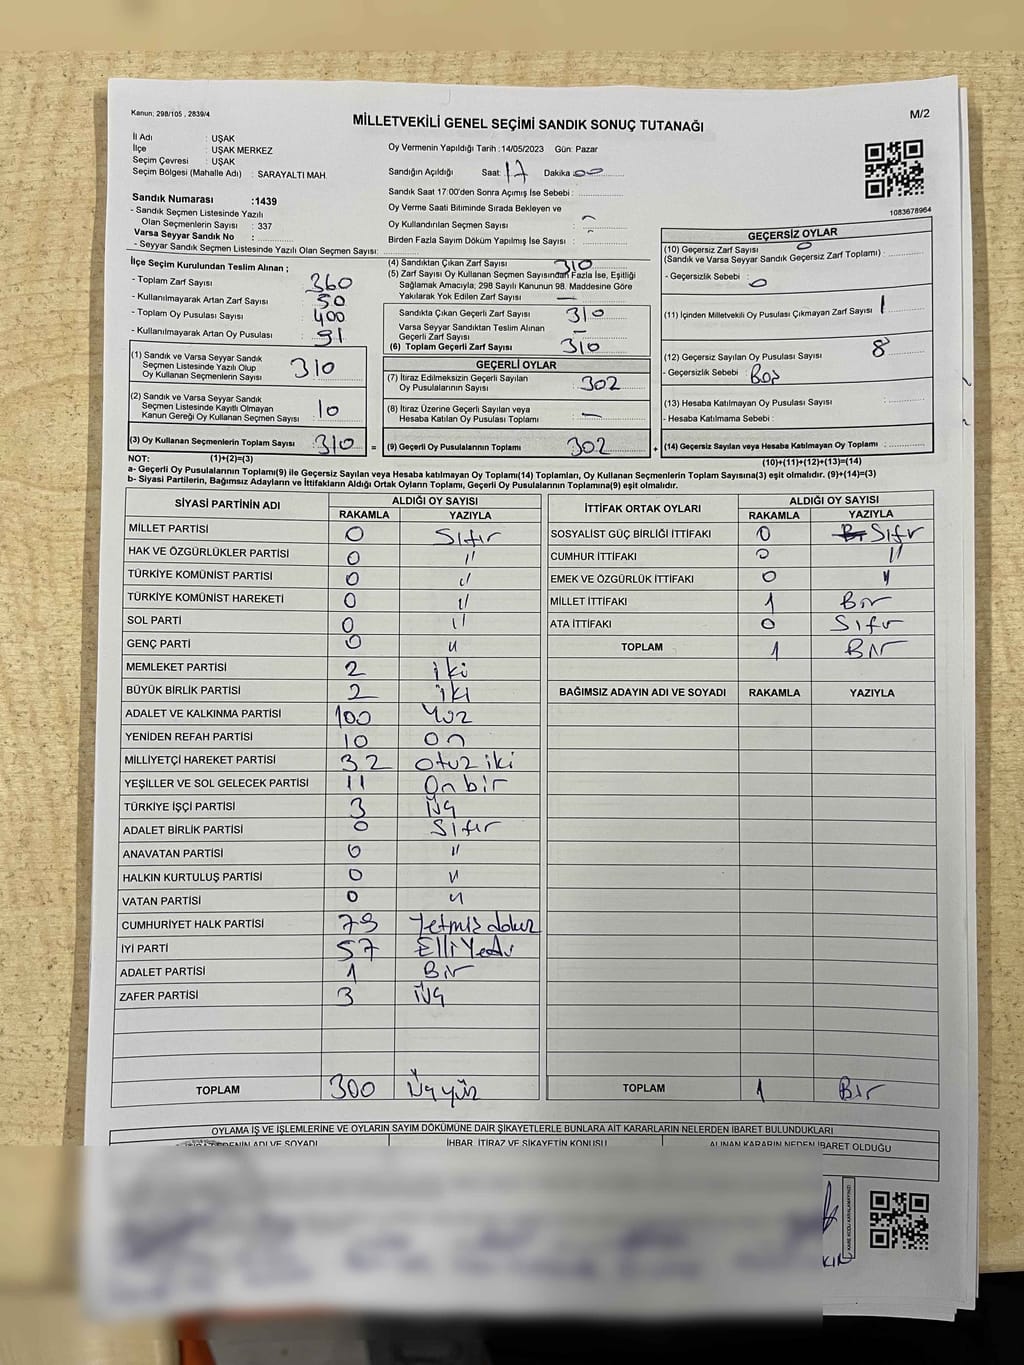 Kanun; 298/105 , 2839/4
MİLLETVEKİLİ GENEL SEÇİMİ SANDIK SONUÇ TUTANAĞI
M/2
İl Adı : UŞAK
İlçe : UŞAK MERKEZ
Seçim Çevresi : UŞAK
Seçim Bölgesi (Mahalle Adı) : SARAYALTI MAH.
Sandık Numarası :1439
- Sandık Seçmen Listesinde Yazılı
Olan Seçmenlerin Sayısı : 337
Varsa Seyyar Sandık No :
- Seyyar Sandık Seçmen Listesinde Yazılı Olan Seçmen Sayısı:
Oy Vermenin Yapıldığı Tarih : 14/05/2023 Gün: Pazar
Sandığın Açıldığı Saat: 17 Dakika: 00
Sandık Saat 17:00'den Sonra Açımış İse Sebebi :
Oy Verme Saati Bitiminde Sırada Bekleyen ve
Oy Kullandırılan Seçmen Sayısı :
Birden Fazla Sayım Döküm Yapılmış İse Sayısı :
1083678964
İlçe Seçim Kurulundan Teslim Alınan ;
- Toplam Zarf Sayısı 360
- Kullanılmayarak Artan Zarf Sayısı 50
- Toplam Oy Pusulası Sayısı 400
- Kullanılmayarak Artan Oy Pusulası 91
(1) Sandık ve Varsa Seyyar Sandık
Seçmen Listesinde Yazılı Olup
Oy Kullanan Seçmenlerin Sayısı 310
(2) Sandık ve Varsa Seyyar Sandık
Seçmen Listesinde Kayıtlı Olmayan
Kanun Gereği Oy Kullanan Seçmen Sayısı 10
(3) Oy Kullanan Seçmenlerin Toplam Sayısı 310 =
(4) Sandıktan Çıkan Zarf Sayısı 310
(5) Zarf Sayısı Oy Kullanan Seçmen Sayısından Fazla İse, Eşitliği
Sağlamak Amacıyla; 298 Sayılı Kanunun 98. Maddesine Göre
Yakılarak Yok Edilen Zarf Sayısı —
Sandıkta Çıkan Geçerli Zarf Sayısı 310
Varsa Seyyar Sandıktan Teslim Alınan
Geçerli Zarf Sayısı —
(6) Toplam Geçerli Zarf Sayısı 310
GEÇERLİ OYLAR
(7) İtiraz Edilmeksizin Geçerli Sayılan
Oy Pusulalarının Sayısı : 302
(8) İtiraz Üzerine Geçerli Sayılan veya
Hesaba Katılan Oy Pusulası Toplamı : —
(9) Geçerli Oy Pusulalarının Toplamı 302 +
GEÇERSİZ OYLAR
(10) Geçersiz Zarf Sayısı 0
(Sandık ve Varsa Seyyar Sandık Geçersiz Zarf Toplamı) :
- Geçersizlik Sebebi : 0
(11) İçinden Milletvekili Oy Pusulası Çıkmayan Zarf Sayısı 1
(12) Geçersiz Sayılan Oy Pusulası Sayısı 8
- Geçersizlik Sebebi : Boş
(13) Hesaba Katılmayan Oy Pusulası Sayısı :
- Hesaba Katılmama Sebebi :
(14) Geçersiz Sayılan veya Hesaba Katılmayan Oy Toplamı :
NOT: (1)+(2)=(3)
(10)+(11)+(12)+(13)=(14)
a- Geçerli Oy Pusulalarının Toplamı(9) ile Geçersiz Sayılan veya Hesaba katılmayan Oy Toplamı(14) Toplamları, Oy Kullanan Seçmenlerin Toplam Sayısına(3) eşit olmalıdır. (9)+(14)=(3)
b- Siyasi Partilerin, Bağımsız Adayların ve İttifakların Aldığı Ortak Oyların Toplamı, Geçerli Oy Pusulalarının Toplamına(9) eşit olmalıdır.
SİYASİ PARTİNİN ADI ALDIĞI OY SAYISI
RAKAMLA YAZIYLA
MİLLET PARTİSİ 0 Sıfır
HAK VE ÖZGÜRLÜKLER PARTİSİ 0 "
TÜRKİYE KOMÜNİST PARTİSİ 0 "
TÜRKİYE KOMÜNİST HAREKETİ 0 "
SOL PARTİ 0 "
GENÇ PARTİ 0 "
MEMLEKET PARTİSİ 2 iki
BÜYÜK BİRLİK PARTİSİ 2 iki
ADALET VE KALKINMA PARTİSİ 100 Yüz
YENİDEN REFAH PARTİSİ 10 on
MİLLİYETÇİ HAREKET PARTİSİ 32 otuz iki
YEŞİLLER VE SOL GELECEK PARTİSİ 11 On bir
TÜRKİYE İŞÇİ PARTİSİ 3 üç
ADALET BİRLİK PARTİSİ 0 Sıfır
ANAVATAN PARTİSİ 0 "
HALKIN KURTULUŞ PARTİSİ 0 "
VATAN PARTİSİ 0 "
CUMHURİYET HALK PARTİSİ 79 Yetmiş dokuz
İYİ PARTİ 57 Elli Yedi
ADALET PARTİSİ 1 Bir
ZAFER PARTİSİ 3 üç
TOPLAM 300 Üç yüz
İTTİFAK ORTAK OYLARI ALDIĞI OY SAYISI
RAKAMLA YAZIYLA
SOSYALİST GÜÇ BİRLİĞİ İTTİFAKI 0 Sıfır
CUMHUR İTTİFAKI 0 "
EMEK VE ÖZGÜRLÜK İTTİFAKI 0 "
MİLLET İTTİFAKI 1 Bir
ATA İTTİFAKI 0 Sıfır
TOPLAM 1 Bir
BAĞIMSIZ ADAYIN ADI VE SOYADI RAKAMLA YAZIYLA
TOPLAM 1 Bir
OYLAMA İŞ VE İŞLEMLERİNE VE OYLARIN SAYIM DÖKÜMÜNE DAİR ŞİKAYETLERLE BUNLARA AİT KARARLARIN NELERDEN İBARET BULUNDUKLARI
ADI VE SOYADI İHBAR, İTİRAZ VE ŞİKAYETİN KONUSU ALINAN KARARIN NEDEN İBARET OLDUĞU